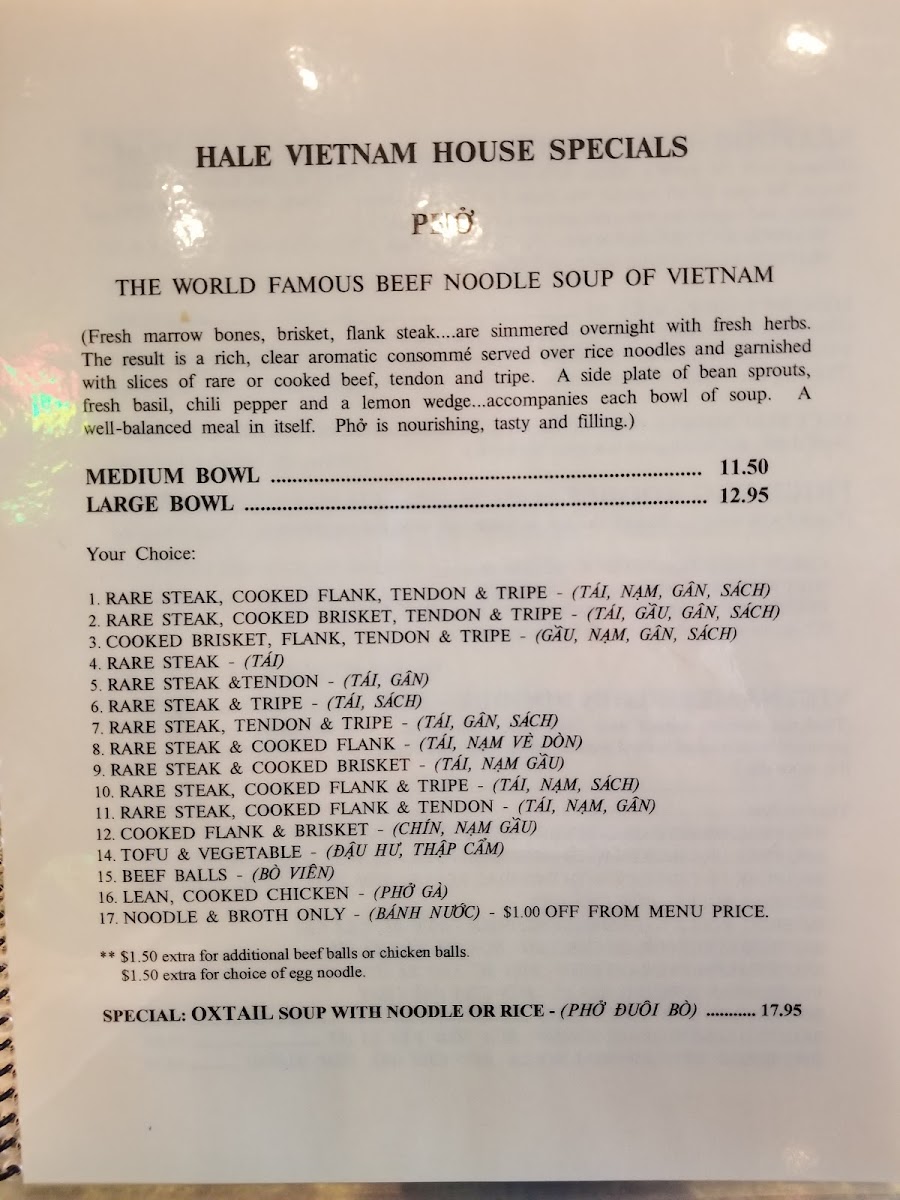 HALE VIETNAM HOUSE SPECIALS
PHỞ
THE WORLD FAMOUS BEEF NOODLE SOUP OF VIETNAM
(Fresh marrow bones, brisket, flank steak....are simmered overnight with fresh herbs.
The result is a rich, clear aromatic consommé served over rice noodles and garnished
with slices of rare or cooked beef, tendon and tripe. A side plate of bean sprouts,
fresh basil, chili pepper and a lemon wedge...accompanies each bowl of soup. A
well-balanced meal in itself. Phở is nourishing, tasty and filling.)
MEDIUM BOWL ........................................................................ 11.50
LARGE BOWL ............................................................................ 12.95
Your Choice:
1. RARE STEAK, COOKED FLANK, TENDON & TRIPE - (TÁI, NẠM, GÂN, SÁCH)
2. RARE STEAK, COOKED BRISKET, TENDON & TRIPE - (TÁI, GẦU, GÂN, SÁCH)
3. COOKED BRISKET, FLANK, TENDON & TRIPE - (GẦU, NẠM, GÂN, SÁCH)
4. RARE STEAK - (TÁI)
5. RARE STEAK &TENDON - (TÁI, GÂN)
6. RARE STEAK & TRIPE - (TÁI, SÁCH)
7. RARE STEAK, TENDON & TRIPE - (TÁI, GÂN, SÁCH)
8. RARE STEAK & COOKED FLANK - (TÁI, NẠM VÈ DÒN)
9. RARE STEAK & COOKED BRISKET - (TÁI, NẠM GẦU)
10. RARE STEAK, COOKED FLANK & TRIPE - (TÁI, NẠM, SÁCH)
11. RARE STEAK, COOKED FLANK & TENDON - (TÁI, NẠM, GÂN)
12. COOKED FLANK & BRISKET - (CHÍN, NẠM GẦU)
14. TOFU & VEGETABLE - (ĐẬU HƯ, THẬP CẨM)
15. BEEF BALLS - (BÒ VIÊN)
16. LEAN, COOKED CHICKEN - (PHỞ GÀ)
17. NOODLE & BROTH ONLY - (BÁNH NƯỚC) - $1.00 OFF FROM MENU PRICE.
** $1.50 extra for additional beef balls or chicken balls.
$1.50 extra for choice of egg noodle.
SPECIAL: OXTAIL SOUP WITH NOODLE OR RICE - (PHỞ ĐUÔI BÒ) ........... 17.95